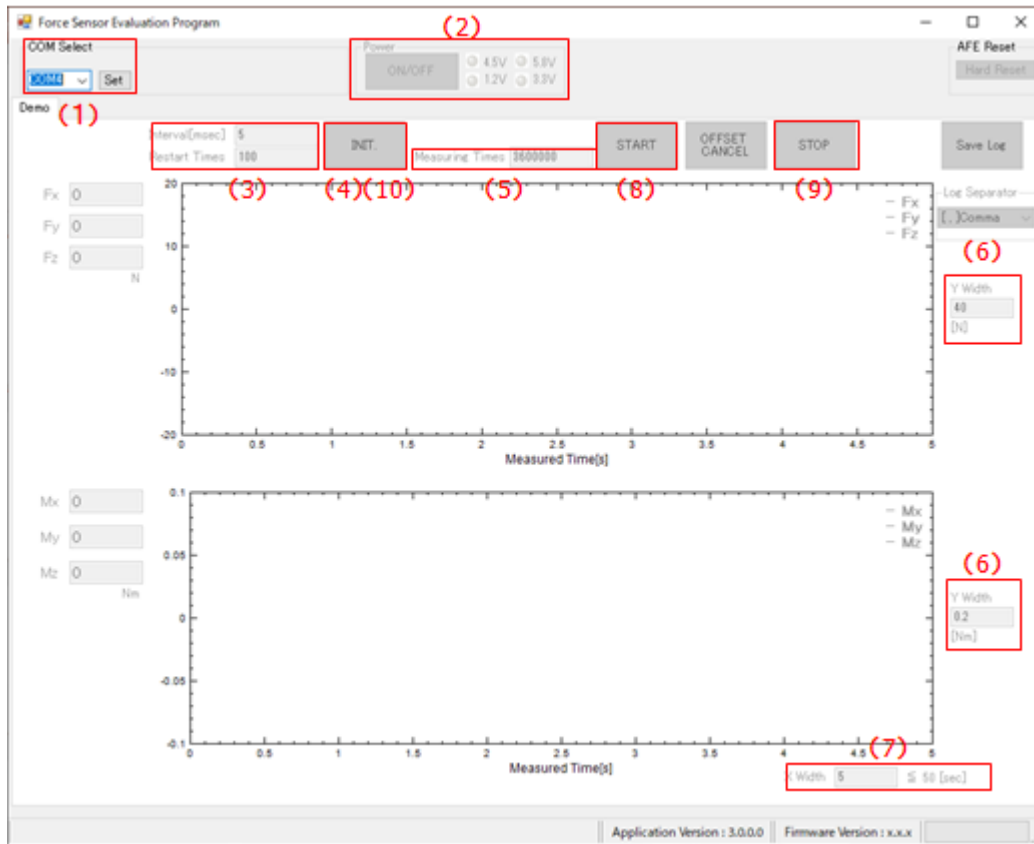 Force Sensor Evaluation Program
(2)
COM Select
Power
AFE Reset
COM4
Set
ON/OFF
4.5V
5.0V
1.2V
3.3V
Hard Reset
Demo
(1)
Interval[msec] 5
Restart Times 100
INIT.
Measuring Times 3600000
START
OFFSET CANCEL
STOP
Save Log
(3)
(4)(10)
(5)
(8)
(9)
Fx 0
Fy 0
Fz 0
N
20
10
0
-10
-20
Fx
Fy
Fz
Log Separator
[,]Comma
(6)
Y Width
40
[N]
0 0.5 1 1.5 2 2.5 3 3.5 4 4.5 5
Measured Time[s]
Mx 0
My 0
Mz 0
Nm
0.1
0.05
0
-0.05
-0.1
Mx
My
Mz
(6)
Y Width
0.2
[Nm]
0 0.5 1 1.5 2 2.5 3 3.5 4 4.5 5
Measured Time[s]
(7)
X Width 5 ≦ 50 [sec]
Application Version : 3.0.0.0
Firmware Version : x.x.x